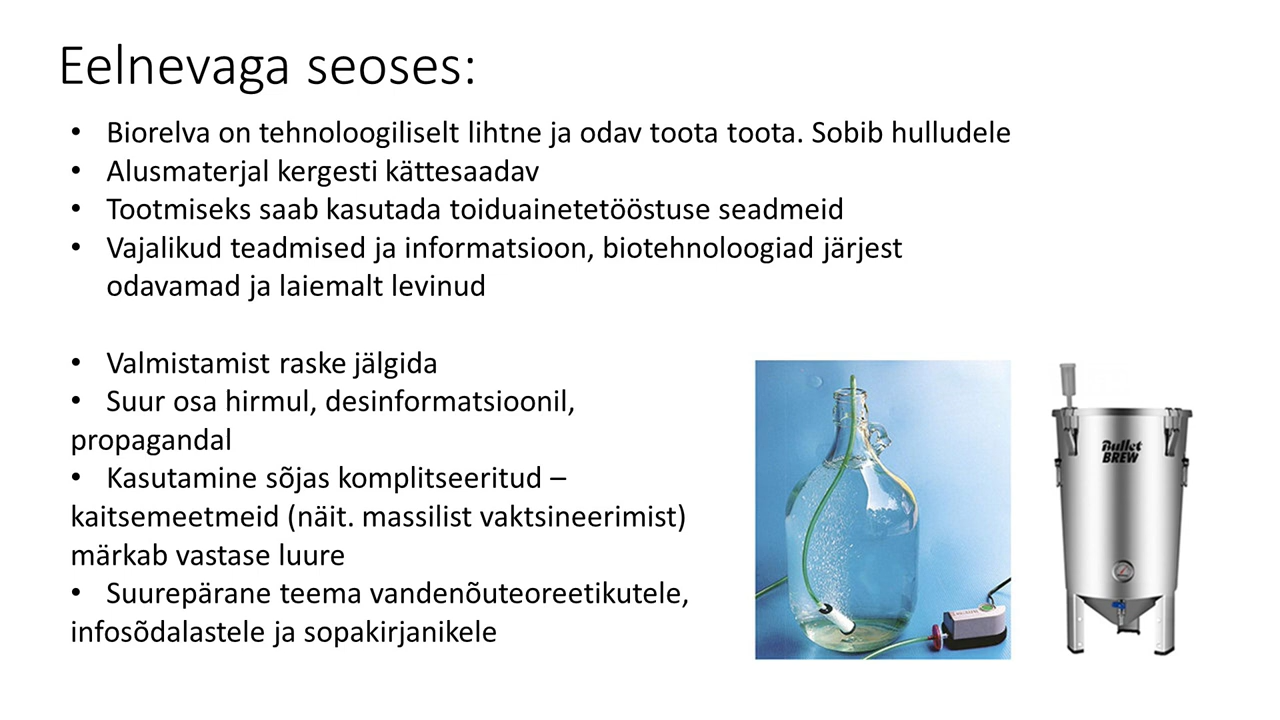 Eelnevaga seoses:
• Biorelva on tehnoloogiliselt lihtne ja odav toota toota. Sobib hulludele
• Alusmaterjal kergesti kättesaadav
• Tootmiseks saab kasutada toiduainetetööstuse seadmeid
• Vajalikud teadmised ja informatsioon, biotehnoloogiad järjest
odavamad ja laiemalt levinud
• Valmistamist raske jälgida
• Suur osa hirmul, desinformatsioonil,
propagandal
• Kasutamine sõjas komplitseeritud –
kaitsemeetmeid (näit. massilist vaktsineerimist)
märkab vastase luure
• Suurepärane teema vandenõuteoreetikutele,
infosõdalastele ja sopakirjanikele
Bullet
BREW